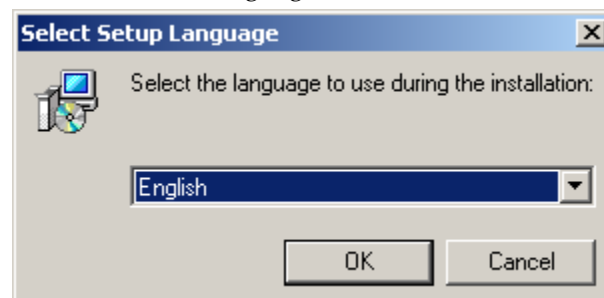 Select Setup Language
Select the language to use during the installation:
English
OK
Cancel